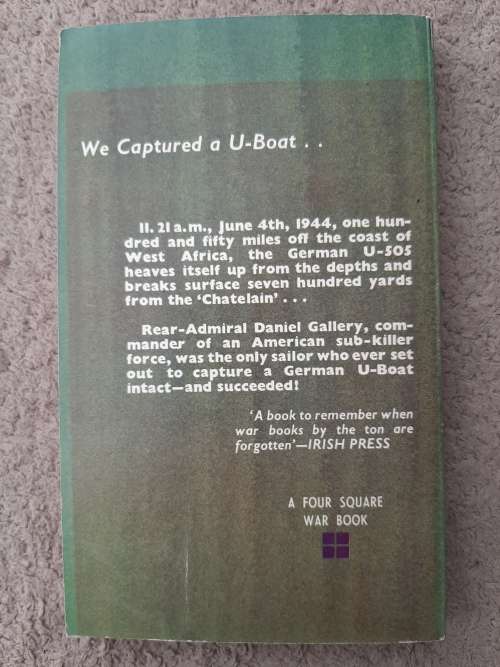 We Captured a U-Boat . .
11. 21 a.m., June 4th, 1944, one hun-
dred and fifty miles off the coast of
West Africa, the German U-505
heaves itself up from the depths and
breaks surface seven hundred yards
from the ‘Chatelain’ . . .
Rear-Admiral Daniel Gallery, com-
mander of an American sub-killer
force, was the only sailor who ever set
out to capture a German U-Boat
intact—and succeeded!
‘A book to remember when
war books by the ton are
forgotten’—IRISH PRESS
A FOUR SQUARE
WAR BOOK